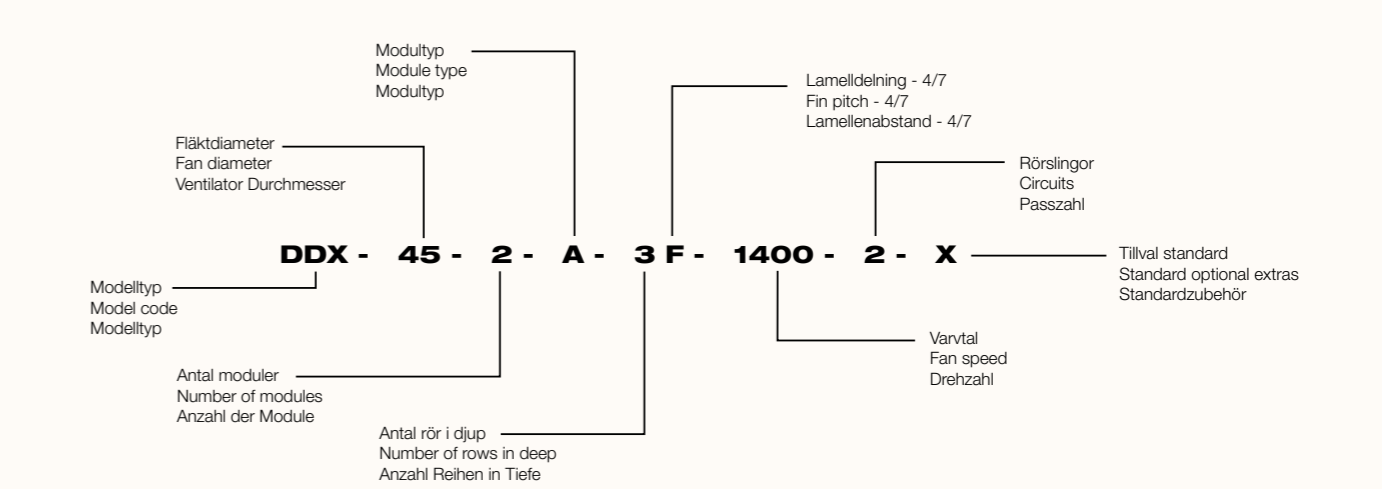 Modultyp
Module type
Modultyp
Lamelldelning - 4/7
Fin pitch - 4/7
Lamellenabstand - 4/7
Fläktdiameter
Fan diameter
Ventilator Durchmesser
Rörslingor
Circuits
Passzahl
DDX - 45 - 2 - A - 3 F - 1400 - 2 - X
Tillval standard
Standard optional extras
Standardzubehör
Modelltyp
Model code
Modelltyp
Varvtal
Fan speed
Drehzahl
Antal moduler
Number of modules
Anzahl der Module
Antal rör i djup
Number of rows in deep
Anzahl Reihen in Tiefe